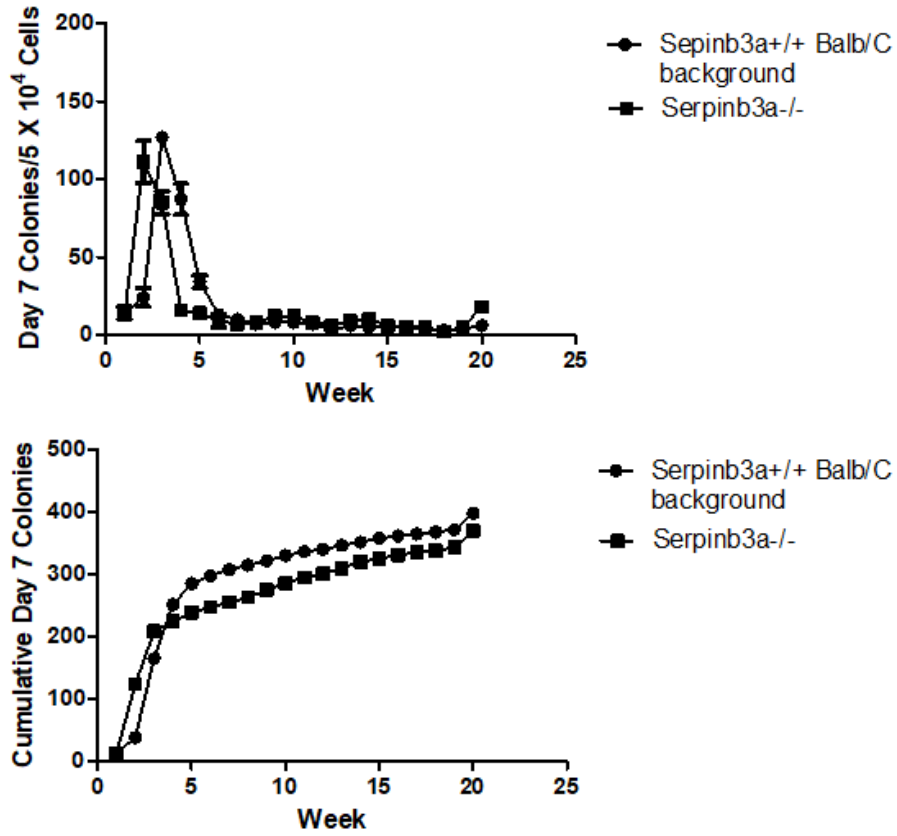 Day 7 Colonies/5 X 10⁴ Cells
200
150
100
50
0
0 5 10 15 20 25
Week
Sepinb3a+/+ Balb/C
background
Serpinb3a-/-
Cumulative Day 7 Colonies
500
400
300
200
100
0
0 5 10 15 20 25
Week
Serpinb3a+/+ Balb/C
background
Serpinb3a-/-